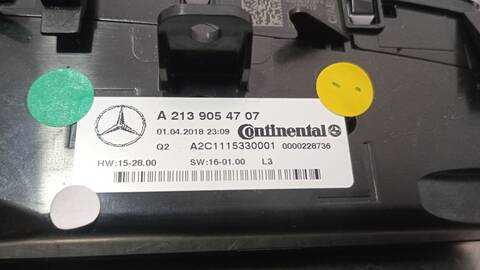 A 213 905 47 07
01.04.2018 23:09 Continental
Q2 A2C1115330001 0000228736
HW:15-28.00 SW:16-01.00 L3